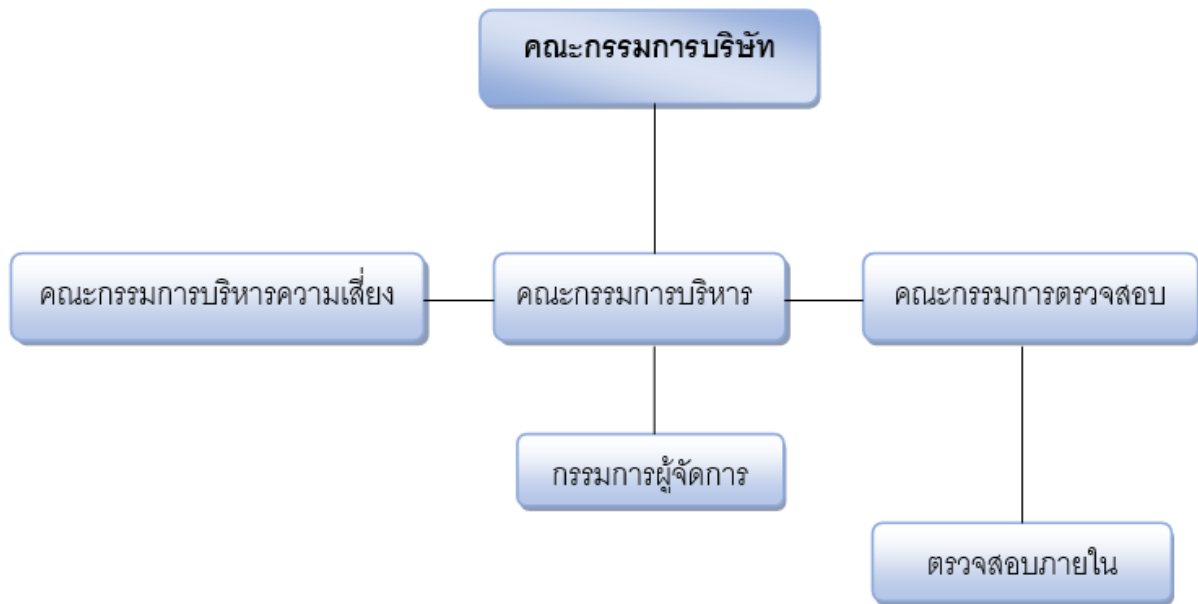 คณะกรรมการบริษัท
คณะกรรมการบริหารความเสี่ยง
คณะกรรมการบริหาร
คณะกรรมการตรวจสอบ
กรรมการผู้จัดการ
ตรวจสอบภายใน